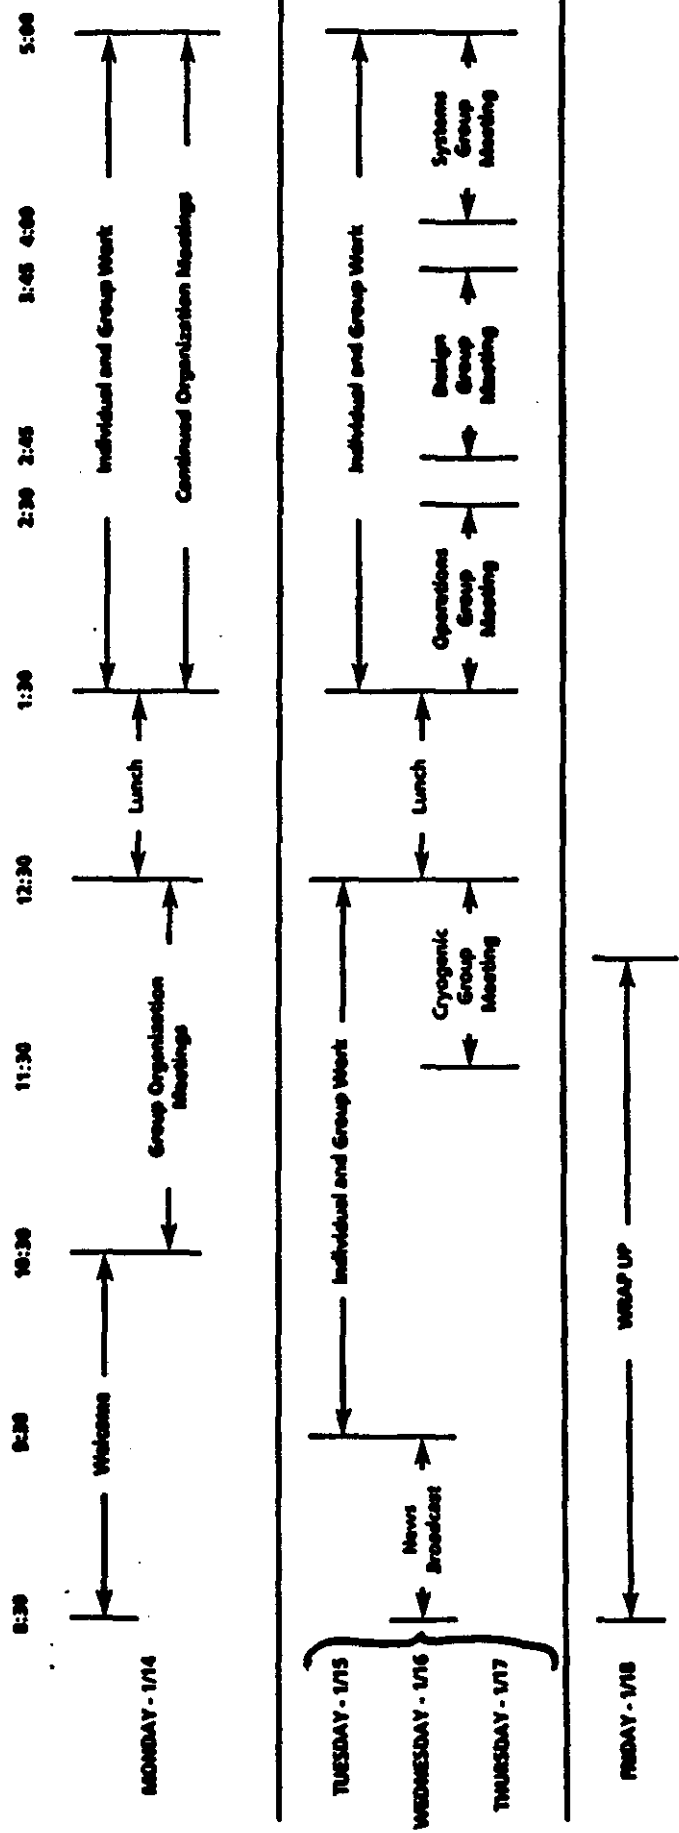 8:30
9:30
10:30
11:30
12:30
1:30
2:30
2:45
3:45
4:00
5:00
MONDAY - 1/14
Welcome
Group Organization
Meetings
Lunch
Individual and Group Work
Continued Organization Meetings
TUESDAY - 1/15
WEDNESDAY - 1/16
THURSDAY - 1/17
News
Broadcast
Individual and Group Work
Cryogenic
Group
Meeting
Lunch
Individual and Group Work
Operations
Group
Meeting
Design
Group
Meeting
Systems
Group
Meeting
FRIDAY - 1/18
WRAP UP